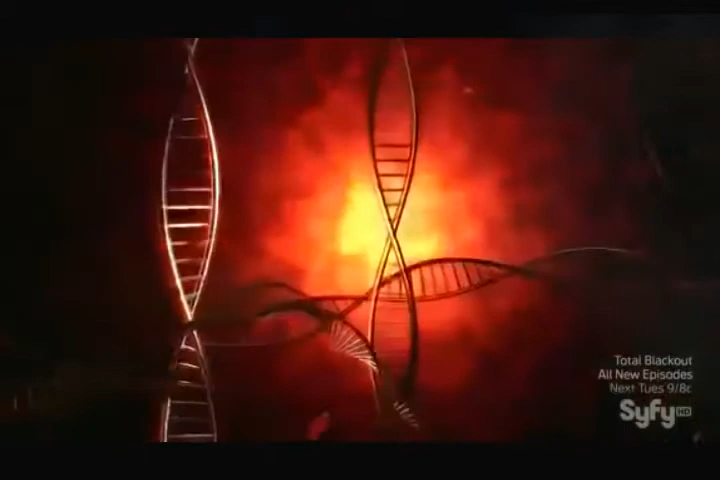 Total Blackout
All New Episodes
Next Tues 9/8c
Syfy HD